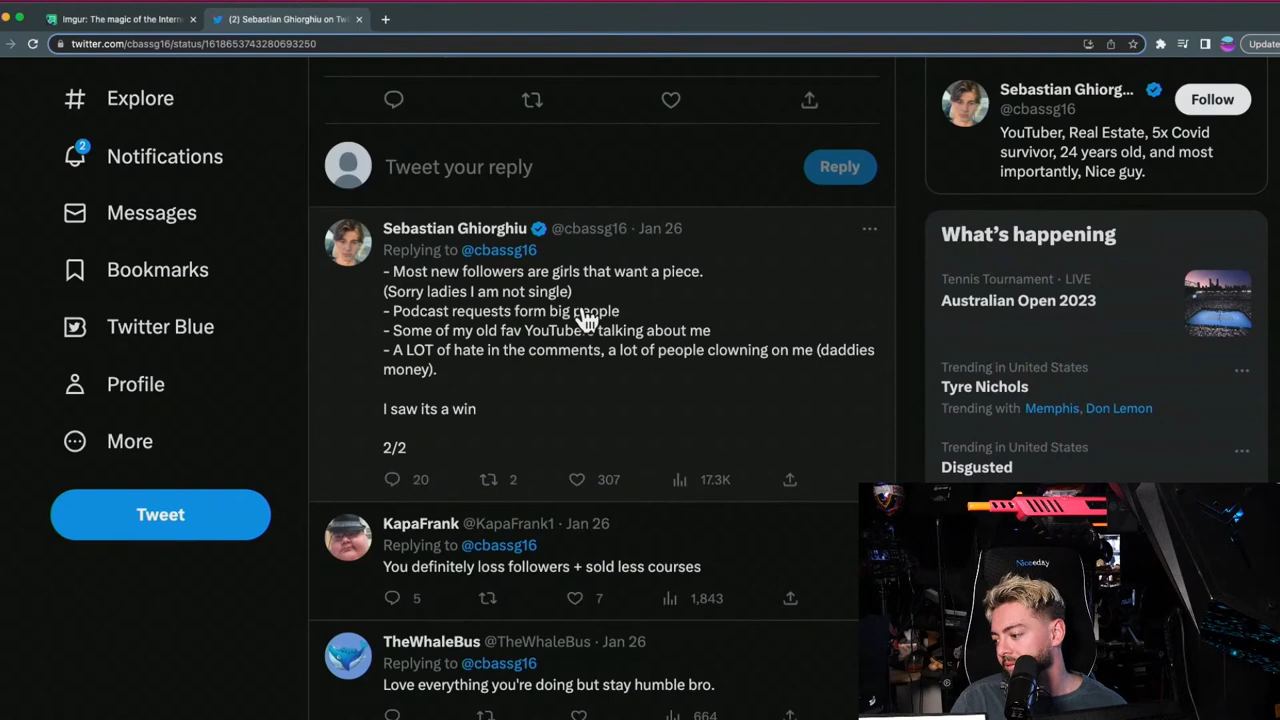 Imgur: The magic of the Interne
(2) Sebastian Ghiorghiu on Twi
twitter.com/cbassg16/status/1618653743280693250
Update
Explore
2
Notifications
Messages
Bookmarks
Twitter Blue
Profile
More
Tweet
Tweet your reply
Reply
Sebastian Ghiorghiu @cbassg16 · Jan 26
Replying to @cbassg16
- Most new followers are girls that want a piece.
(Sorry ladies I am not single)
- Podcast requests form big people
- Some of my old fav YouTubers talking about me
- A LOT of hate in the comments, a lot of people clowning on me (daddies
money).
I saw its a win
2/2
20
2
307
17.3K
KapaFrank @KapaFrank1 · Jan 26
Replying to @cbassg16
You definitely loss followers + sold less courses
5
7
1,843
TheWhaleBus @TheWhaleBus · Jan 26
Replying to @cbassg16
Love everything you're doing but stay humble bro.
664
Sebastian Ghiorg...
@cbassg16
Follow
YouTuber, Real Estate, 5x Covid
survivor, 24 years old, and most
importantly, Nice guy.
What's happening
Tennis Tournament · LIVE
Australian Open 2023
Trending in United States
Tyre Nichols
Trending with Memphis, Don Lemon
Trending in United States
Disgusted
Niceday